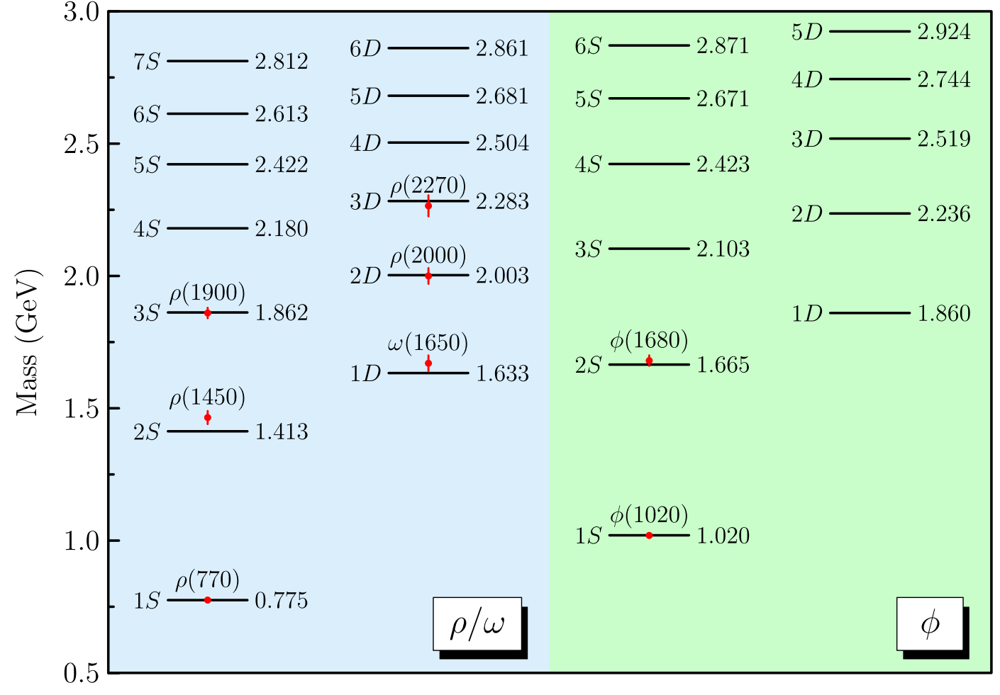 Mass (GeV)
3.0
2.5
2.0
1.5
1.0
0.5
7S 2.812
6S 2.613
5S 2.422
4S 2.180
ρ(1900)
3S 1.862
ρ(1450)
2S 1.413
ρ(770)
1S 0.775
6D 2.861
5D 2.681
4D 2.504
ρ(2270)
3D 2.283
ρ(2000)
2D 2.003
ω(1650)
1D 1.633
ρ/ω
6S 2.871
5S 2.671
4S 2.423
3S 2.103
ϕ(1680)
2S 1.665
ϕ(1020)
1S 1.020
5D 2.924
4D 2.744
3D 2.519
2D 2.236
1D 1.860
ϕ